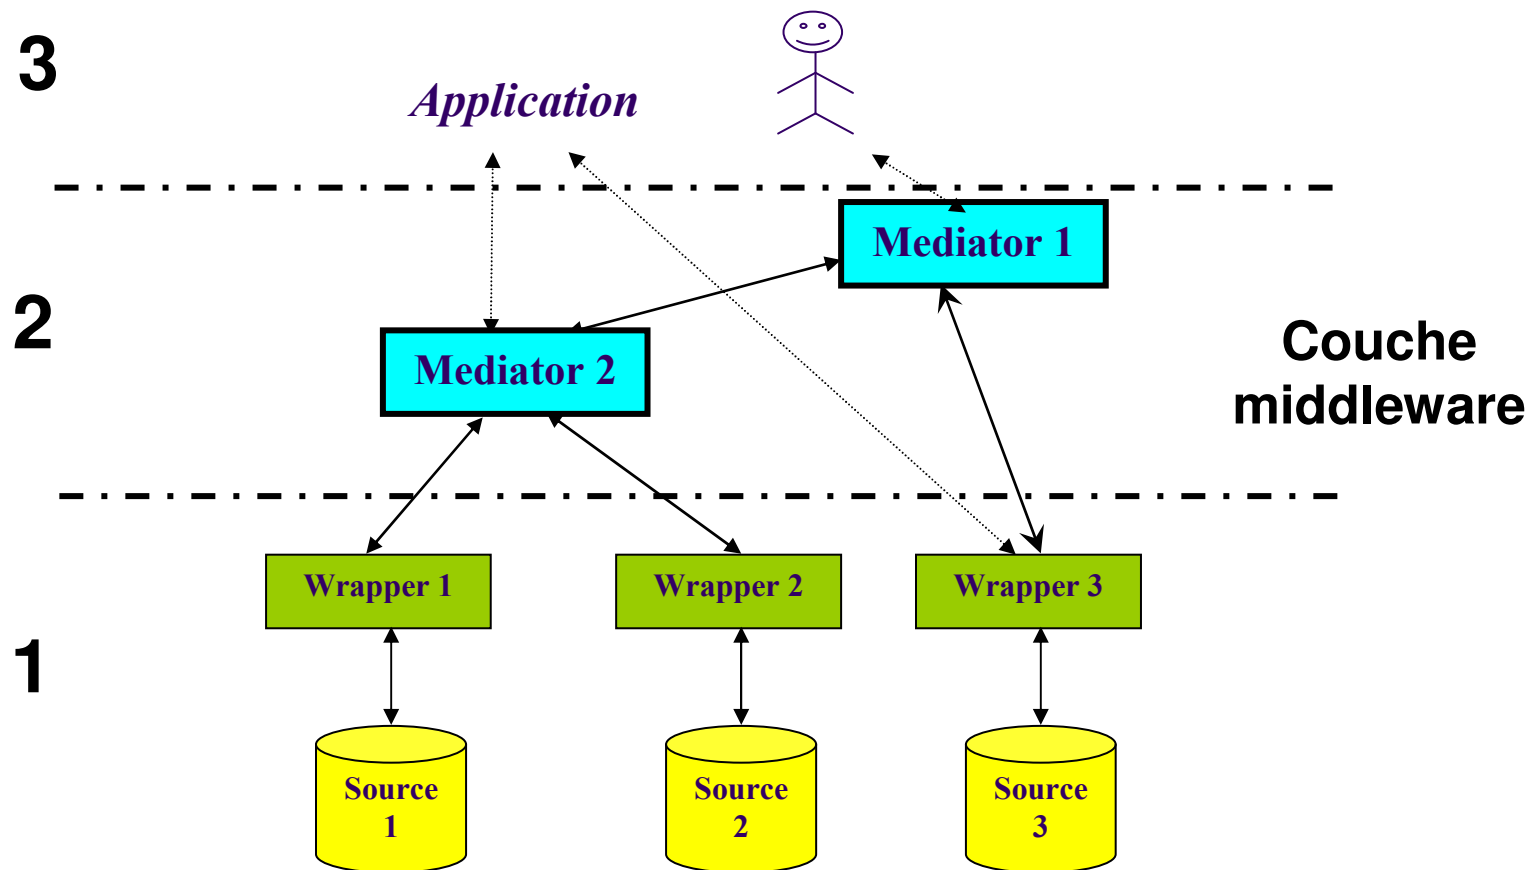 3
Application
Mediator 1
2
Mediator 2
Couche
middleware
Wrapper 1
Wrapper 2
Wrapper 3
1
Source
1
Source
2
Source
3